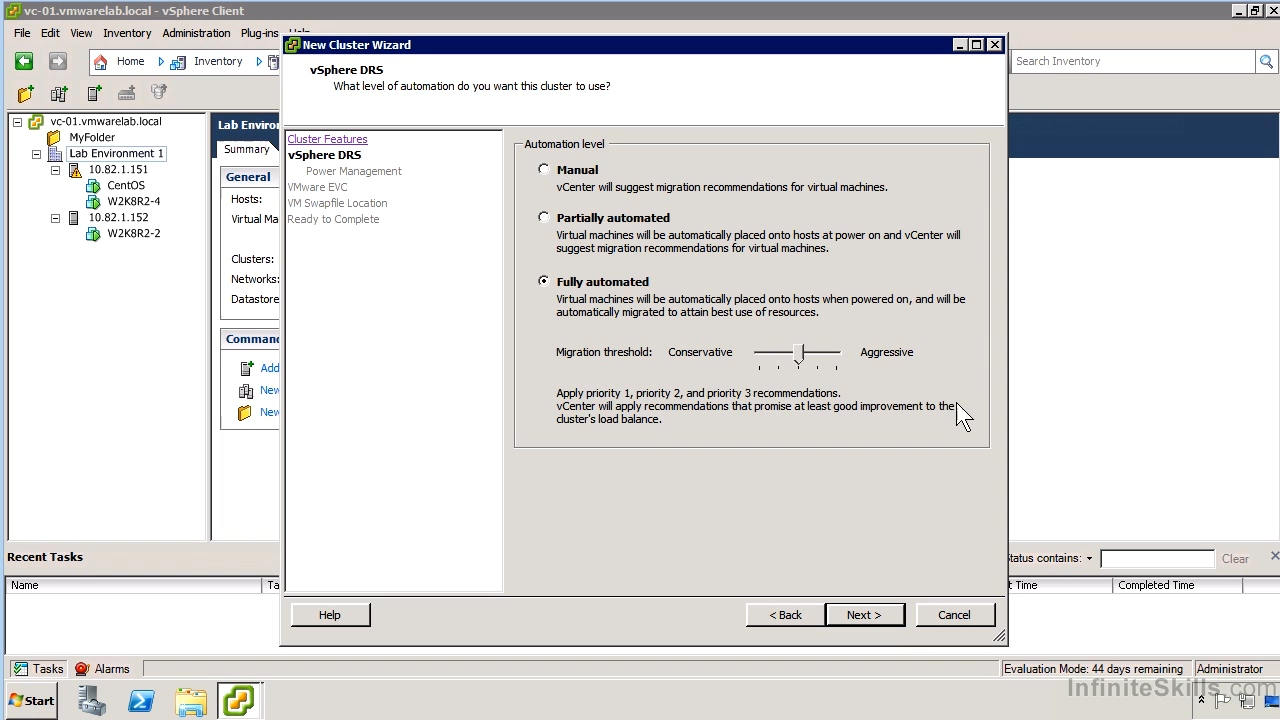 vc-01.vmwarelab.local - vSphere Client
File Edit View Inventory Administration Plug-ins Help
Home Inventory
Search Inventory
vc-01.vmwarelab.local
MyFolder
Lab Environment 1
10.82.1.151
CentOS
W2K8R2-4
10.82.1.152
W2K8R2-2
Summary
General
Hosts:
Clusters:
Networks:
Add
New
New
New Cluster Wizard
vSphere DRS
What level of automation do you want this cluster to use?
Cluster Features
vSphere DRS
Power Management
VMware EVC
VM Swapfile Location
Ready to Complete
Automation level
Manual
vCenter will suggest migration recommendations for virtual machines.
Partially automated
Virtual machines will be automatically placed onto hosts at power on and vCenter will
suggest migration recommendations for virtual machines.
Fully automated
Virtual machines will be automatically placed onto hosts when powered on, and will be
automatically migrated to attain best use of resources.
Migration threshold: Conservative Aggressive
Apply priority 1, priority 2, and priority 3 recommendations.
vCenter will apply recommendations that promise at least good improvement to the
cluster's load balance.
Help < Back Next > Cancel
Recent Tasks
contains: Clear
Name Time Completed Time
Tasks Alarms
Evaluation Mode: 44 days remaining Administrator
Start
InfiniteSkills.com